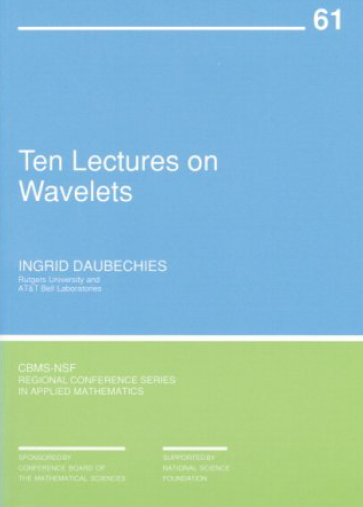 61
Ten Lectures on
Wavelets
INGRID DAUBECHIES
Rutgers University and
AT&T Bell Laboratories
CBMS-NSF
REGIONAL CONFERENCE SERIES
IN APPLIED MATHEMATICS
SPONSORED BY
CONFERENCE BOARD OF
THE MATHEMATICAL SCIENCES
SUPPORTED BY
NATIONAL SCIENCE
FOUNDATION